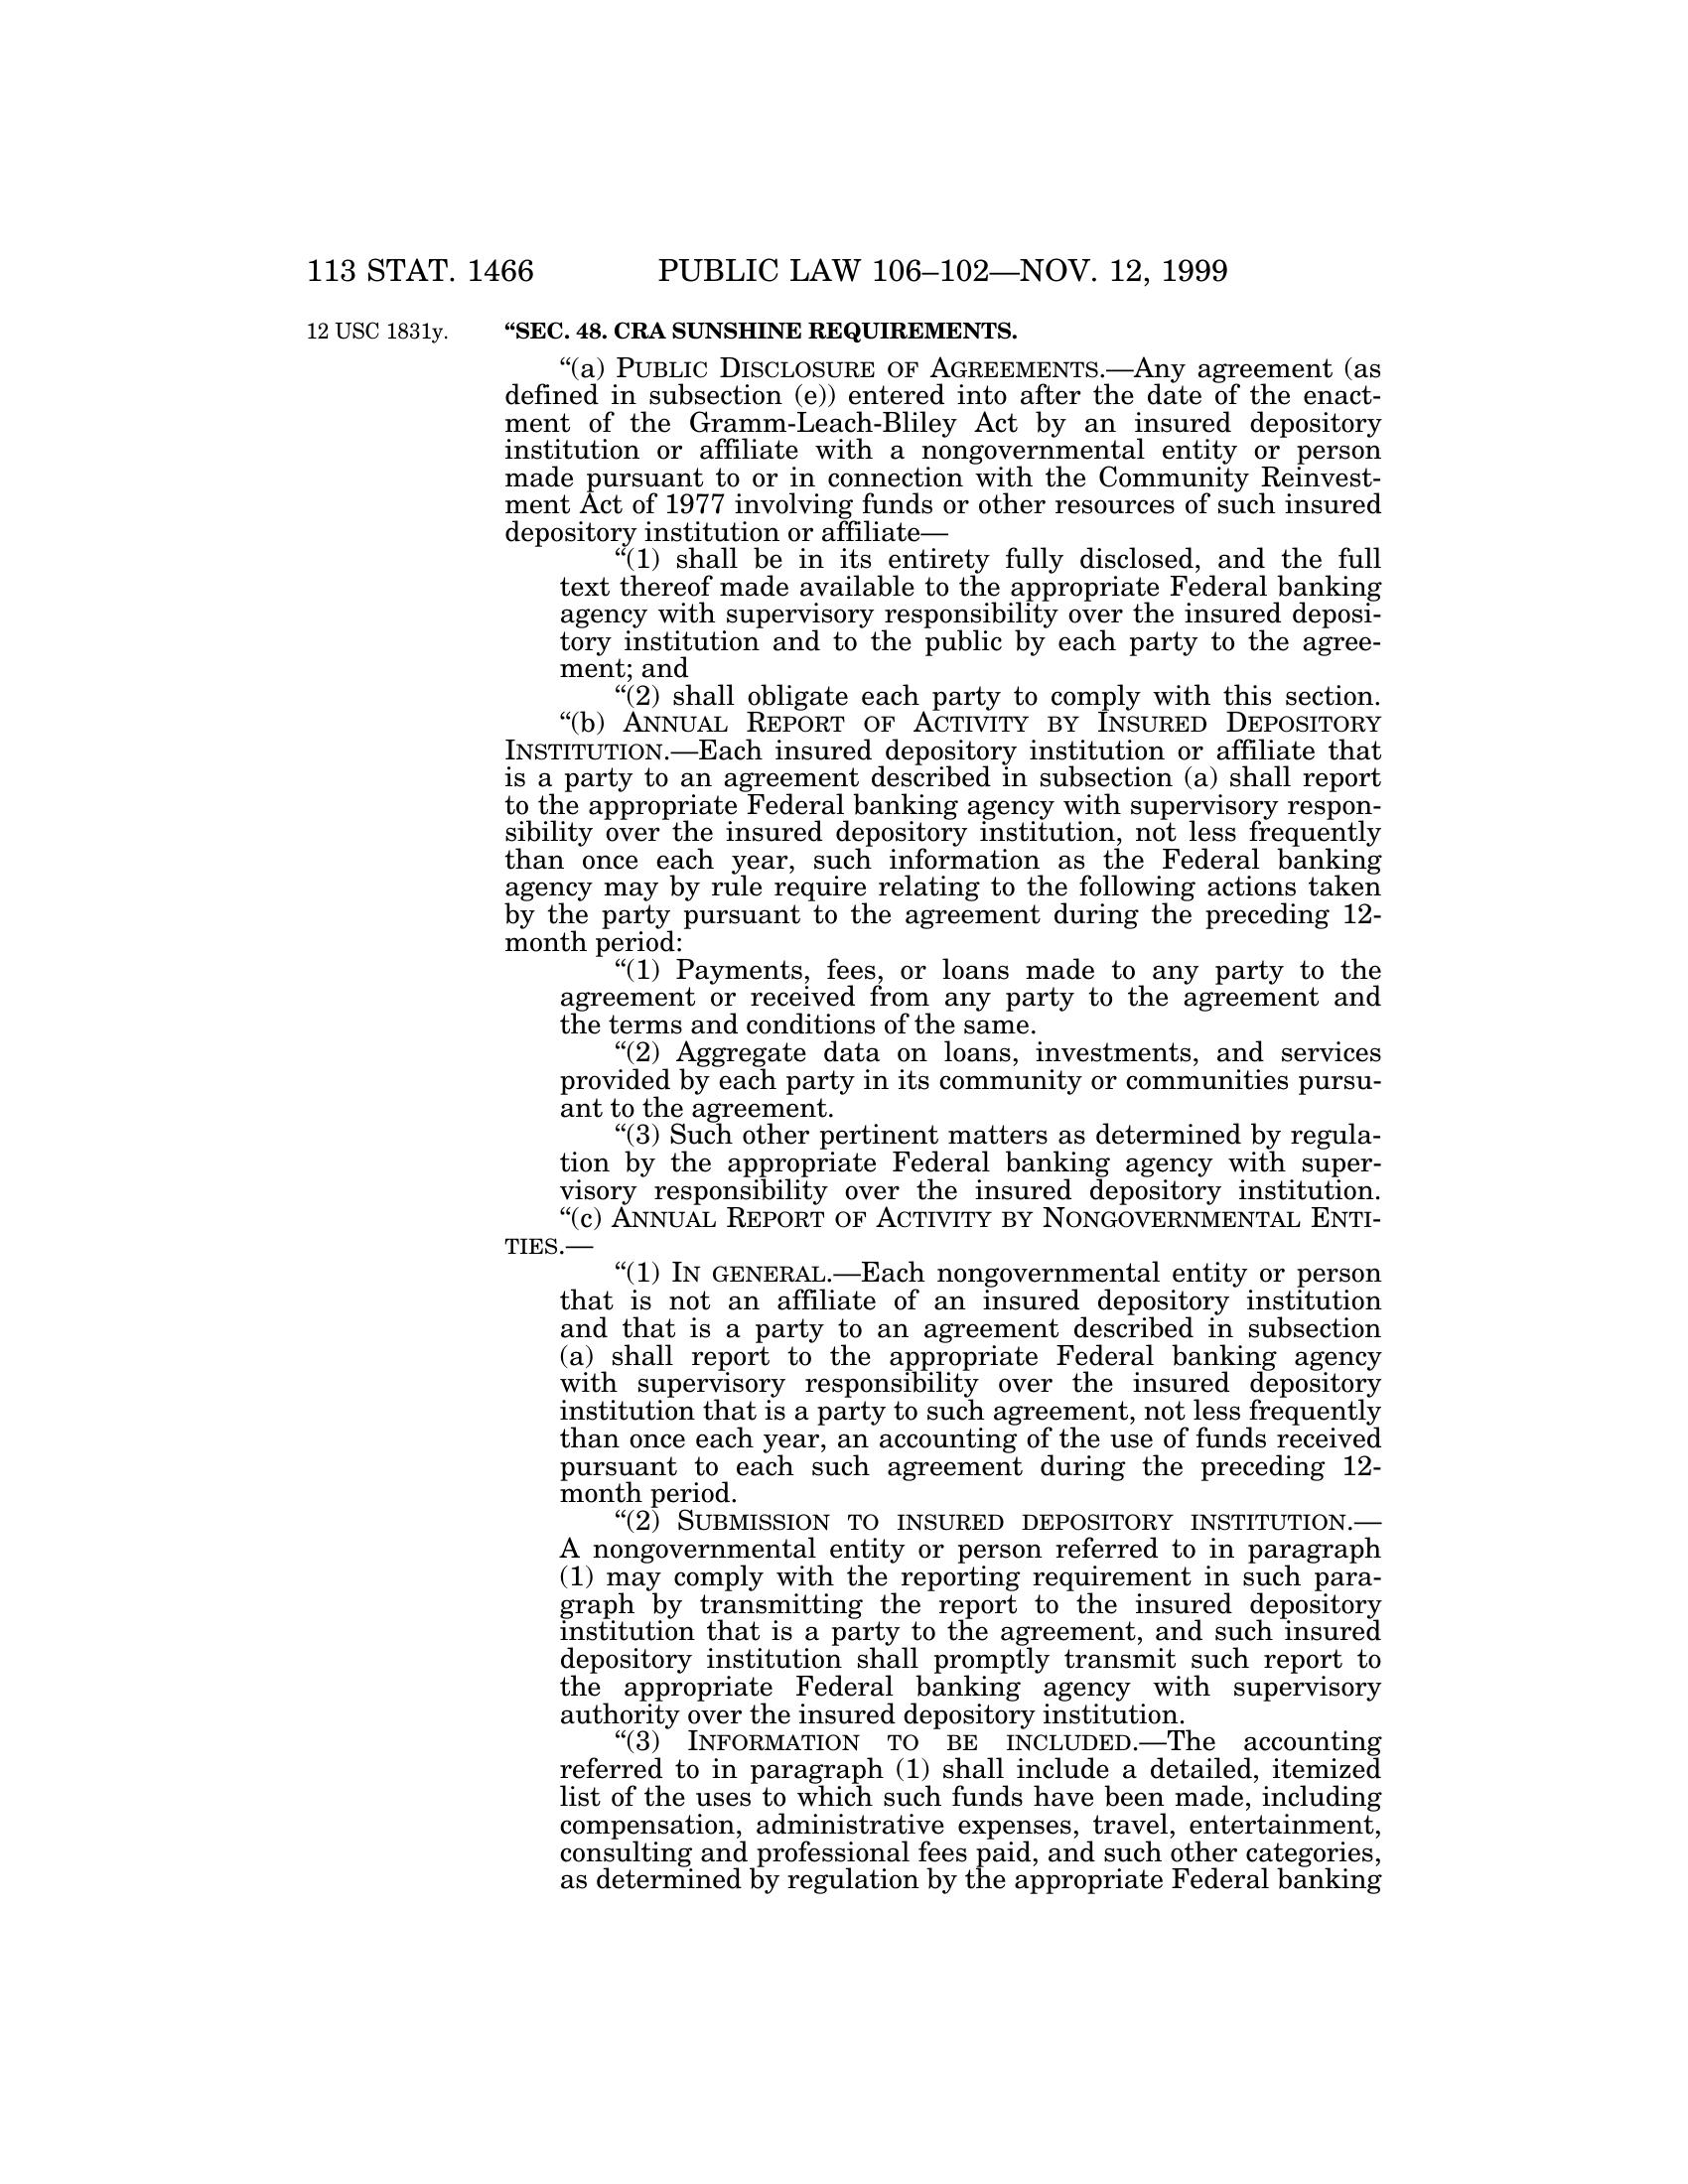 113 STAT. 1466 PUBLIC LAW 106–102—NOV. 12, 1999
12 USC 1831y. “SEC. 48. CRA SUNSHINE REQUIREMENTS.
“(a) PUBLIC DISCLOSURE OF AGREEMENTS.—Any agreement (as
defined in subsection (e)) entered into after the date of the enact-
ment of the Gramm-Leach-Bliley Act by an insured depository
institution or affiliate with a nongovernmental entity or person
made pursuant to or in connection with the Community Reinvest-
ment Act of 1977 involving funds or other resources of such insured
depository institution or affiliate—
“(1) shall be in its entirety fully disclosed, and the full
text thereof made available to the appropriate Federal banking
agency with supervisory responsibility over the insured deposi-
tory institution and to the public by each party to the agree-
ment; and
“(2) shall obligate each party to comply with this section.
“(b) ANNUAL REPORT OF ACTIVITY BY INSURED DEPOSITORY
INSTITUTION.—Each insured depository institution or affiliate that
is a party to an agreement described in subsection (a) shall report
to the appropriate Federal banking agency with supervisory respon-
sibility over the insured depository institution, not less frequently
than once each year, such information as the Federal banking
agency may by rule require relating to the following actions taken
by the party pursuant to the agreement during the preceding 12-
month period:
“(1) Payments, fees, or loans made to any party to the
agreement or received from any party to the agreement and
the terms and conditions of the same.
“(2) Aggregate data on loans, investments, and services
provided by each party in its community or communities pursu-
ant to the agreement.
“(3) Such other pertinent matters as determined by regula-
tion by the appropriate Federal banking agency with super-
visory responsibility over the insured depository institution.
“(c) ANNUAL REPORT OF ACTIVITY BY NONGOVERNMENTAL ENTI-
TIES.—
“(1) IN GENERAL.—Each nongovernmental entity or person
that is not an affiliate of an insured depository institution
and that is a party to an agreement described in subsection
(a) shall report to the appropriate Federal banking agency
with supervisory responsibility over the insured depository
institution that is a party to such agreement, not less frequently
than once each year, an accounting of the use of funds received
pursuant to each such agreement during the preceding 12-
month period.
“(2) SUBMISSION TO INSURED DEPOSITORY INSTITUTION.—
A nongovernmental entity or person referred to in paragraph
(1) may comply with the reporting requirement in such para-
graph by transmitting the report to the insured depository
institution that is a party to the agreement, and such insured
depository institution shall promptly transmit such report to
the appropriate Federal banking agency with supervisory
authority over the insured depository institution.
“(3) INFORMATION TO BE INCLUDED.—The accounting
referred to in paragraph (1) shall include a detailed, itemized
list of the uses to which such funds have been made, including
compensation, administrative expenses, travel, entertainment,
consulting and professional fees paid, and such other categories,
as determined by regulation by the appropriate Federal banking